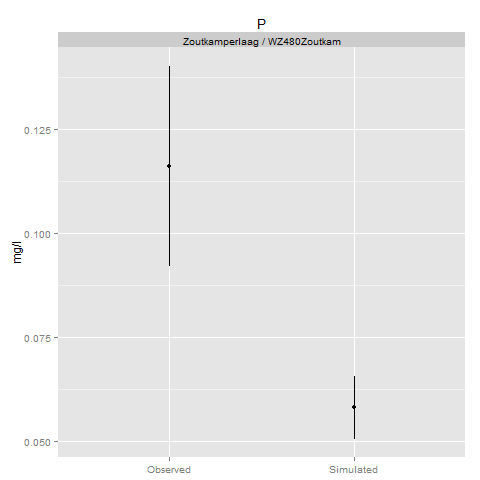 P
Zoutkamperlaag / WZ480Zoutkam
mg/l
0.125
0.100
0.075
0.050
Observed
Simulated